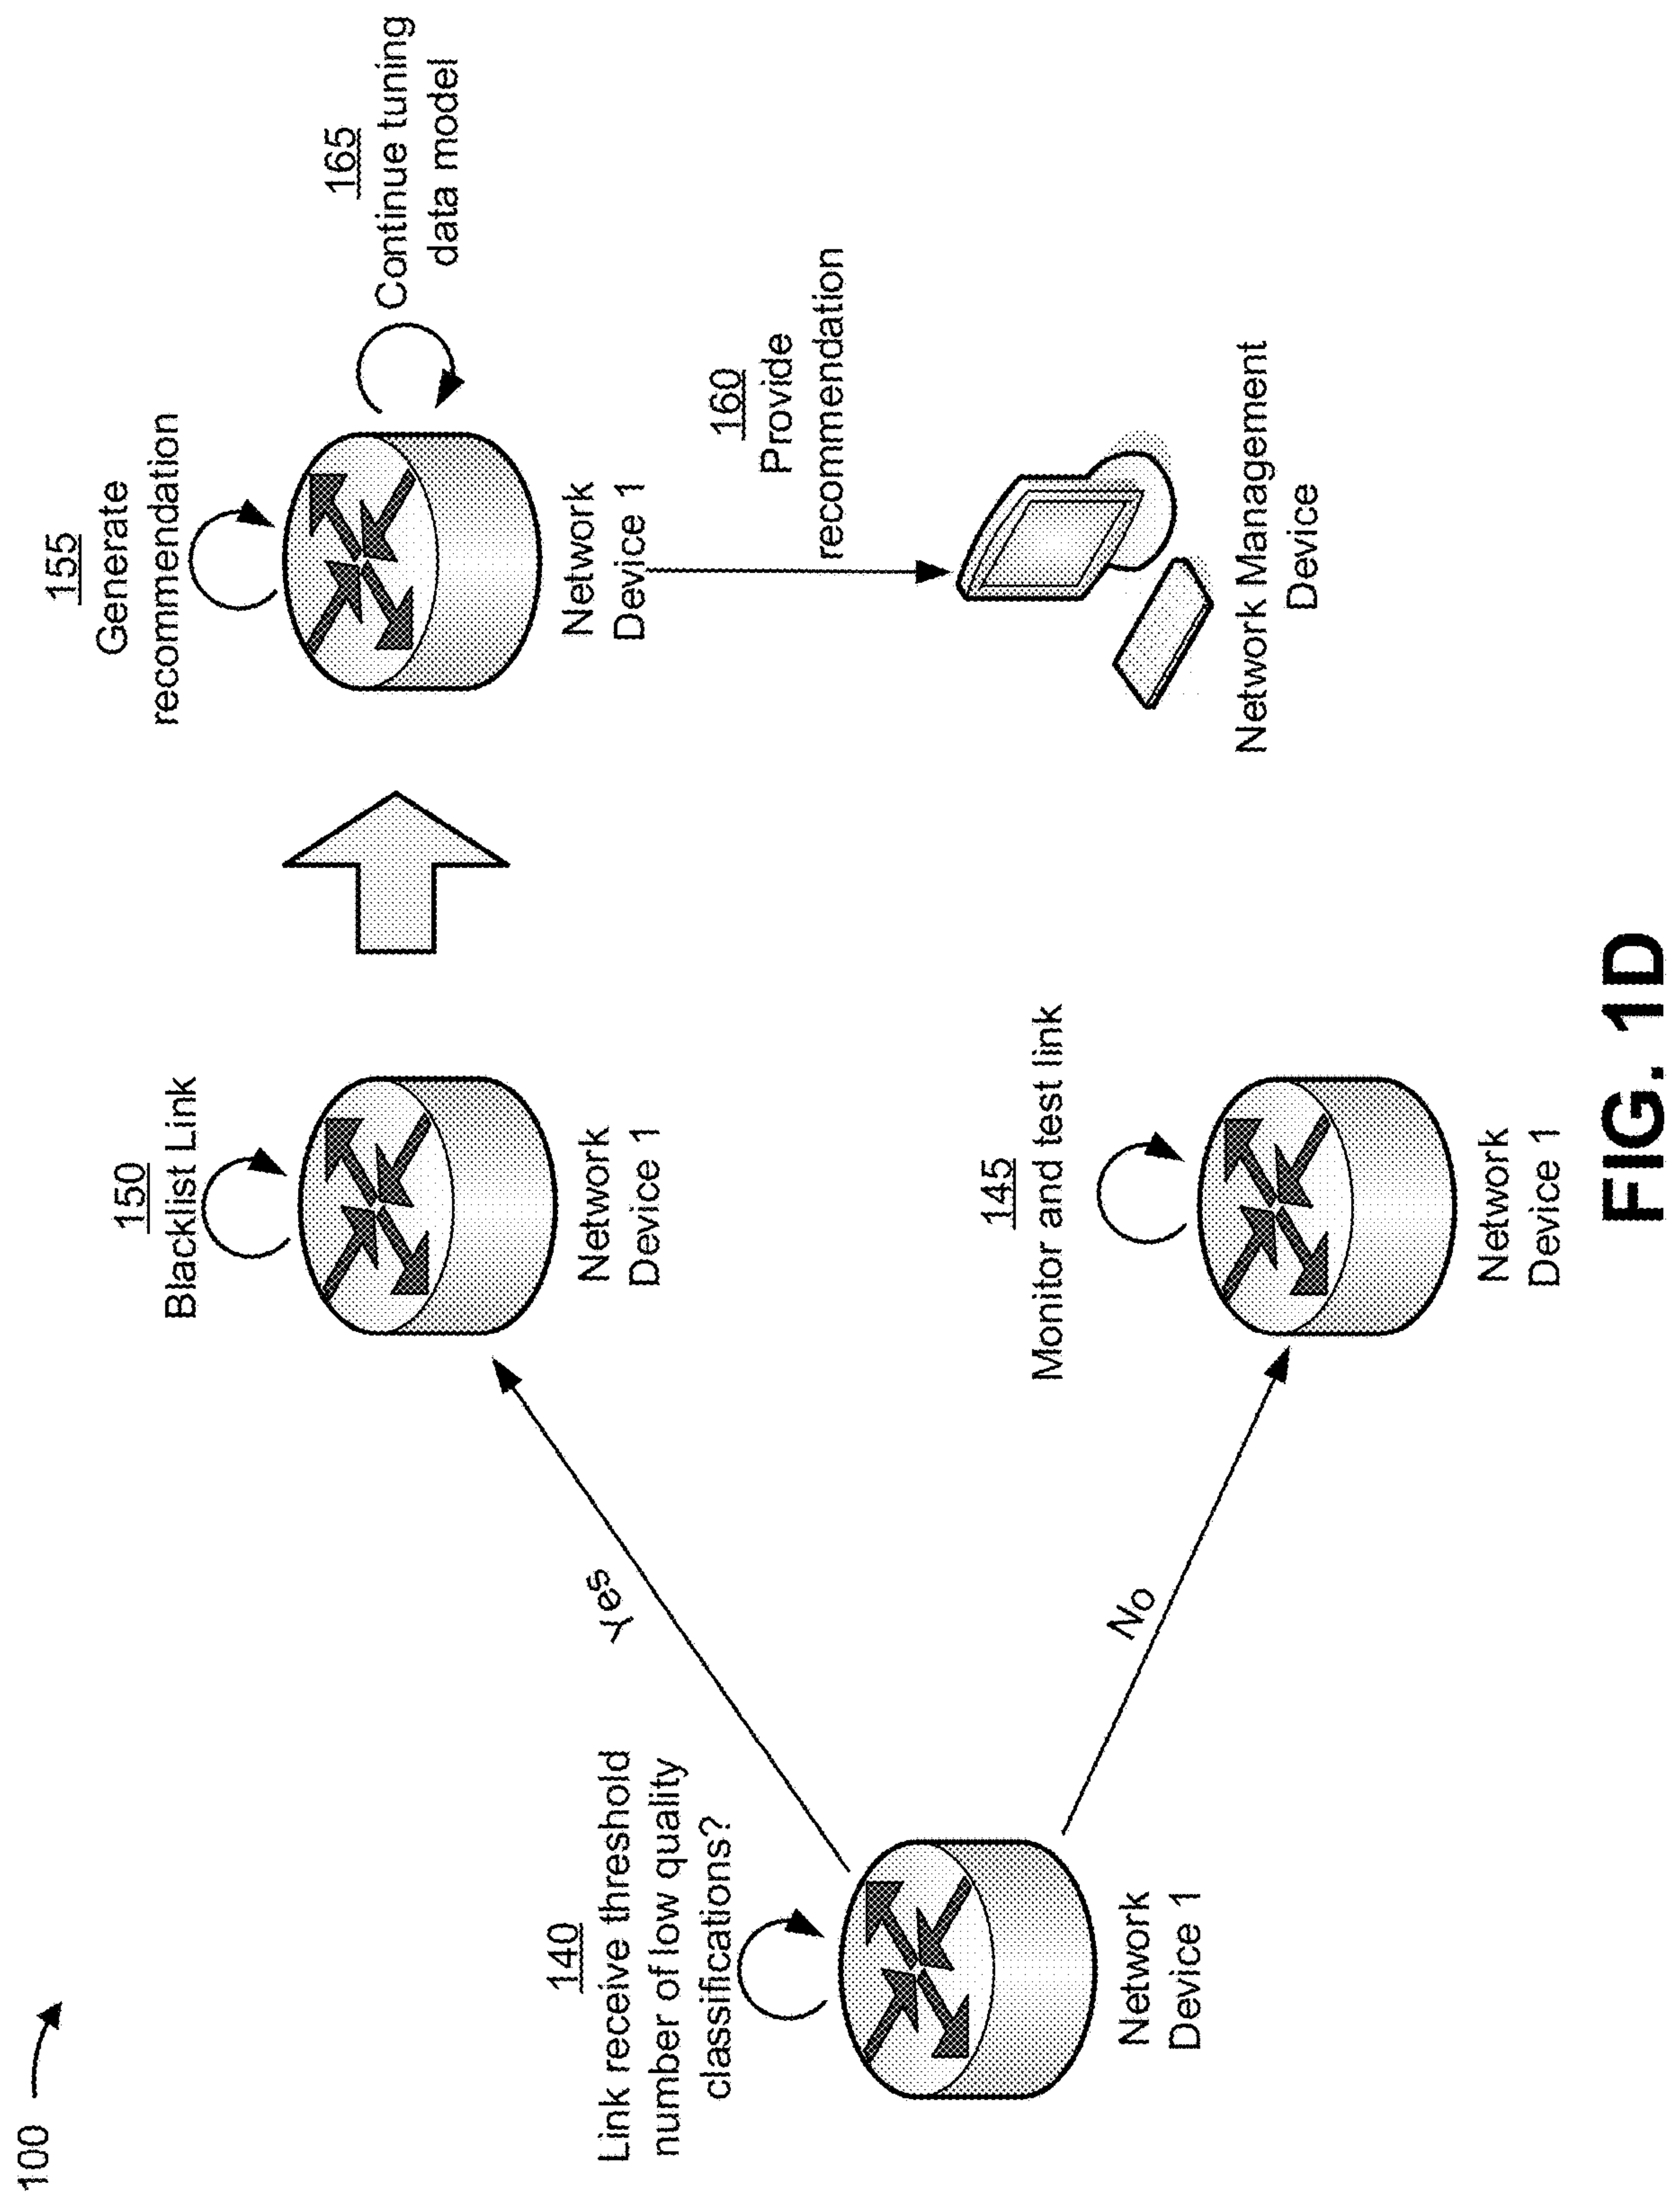 100
140
Link receive threshold
number of low quality
classifications?
Network
Device 1
Yes
No
150
Blacklist Link
Network
Device 1
145
Monitor and test link
Network
Device 1
155
Generate
recommendation
165
Continue tuning
data model
Network
Device 1
160
Provide
recommendation
Network Management
Device
FIG. 1D